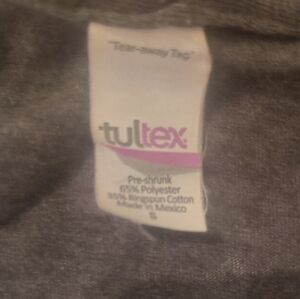 "Tear-away Tag"
tultex
Pre-shrunk
65% Polyester
35% Ringspun Cotton
Made in Mexico
S